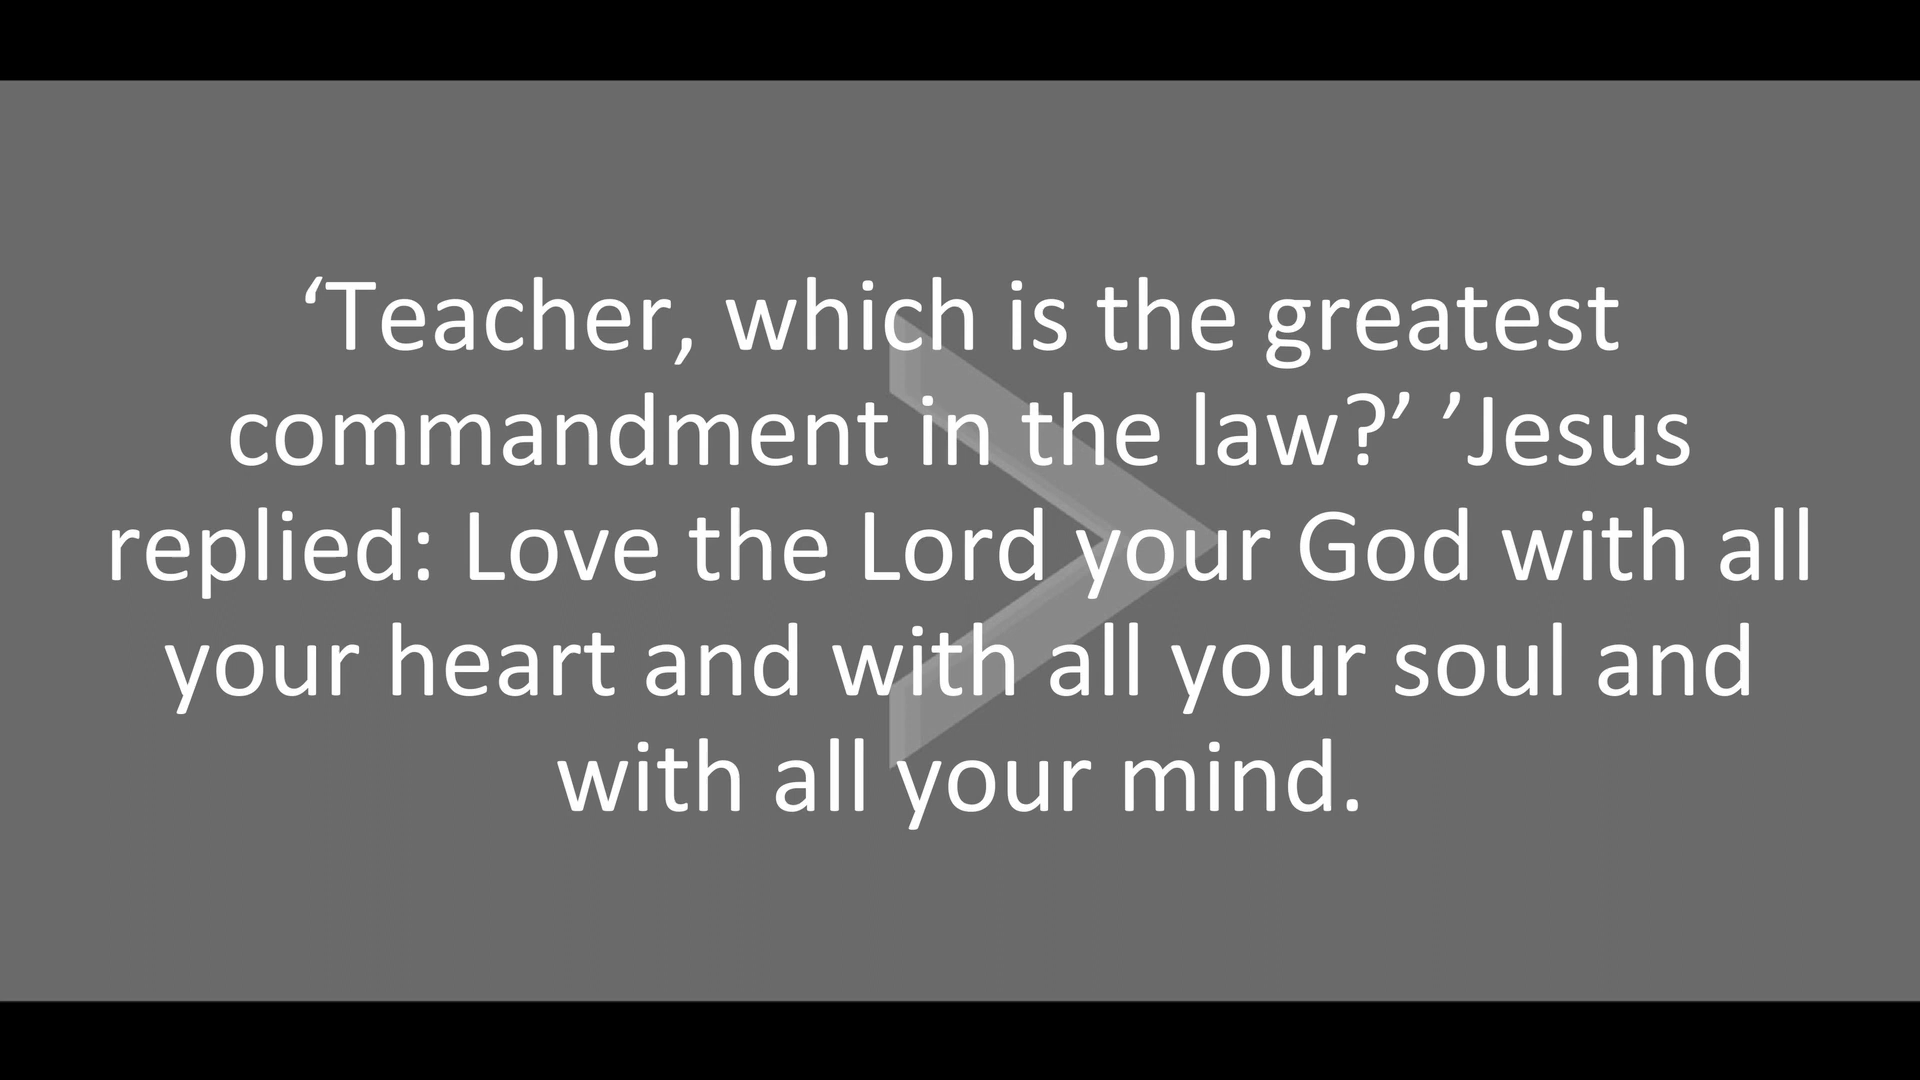 ‘Teacher, which is the greatest
commandment in the law?’ ’Jesus
replied: Love the Lord your God with all
your heart and with all your soul and
with all your mind.